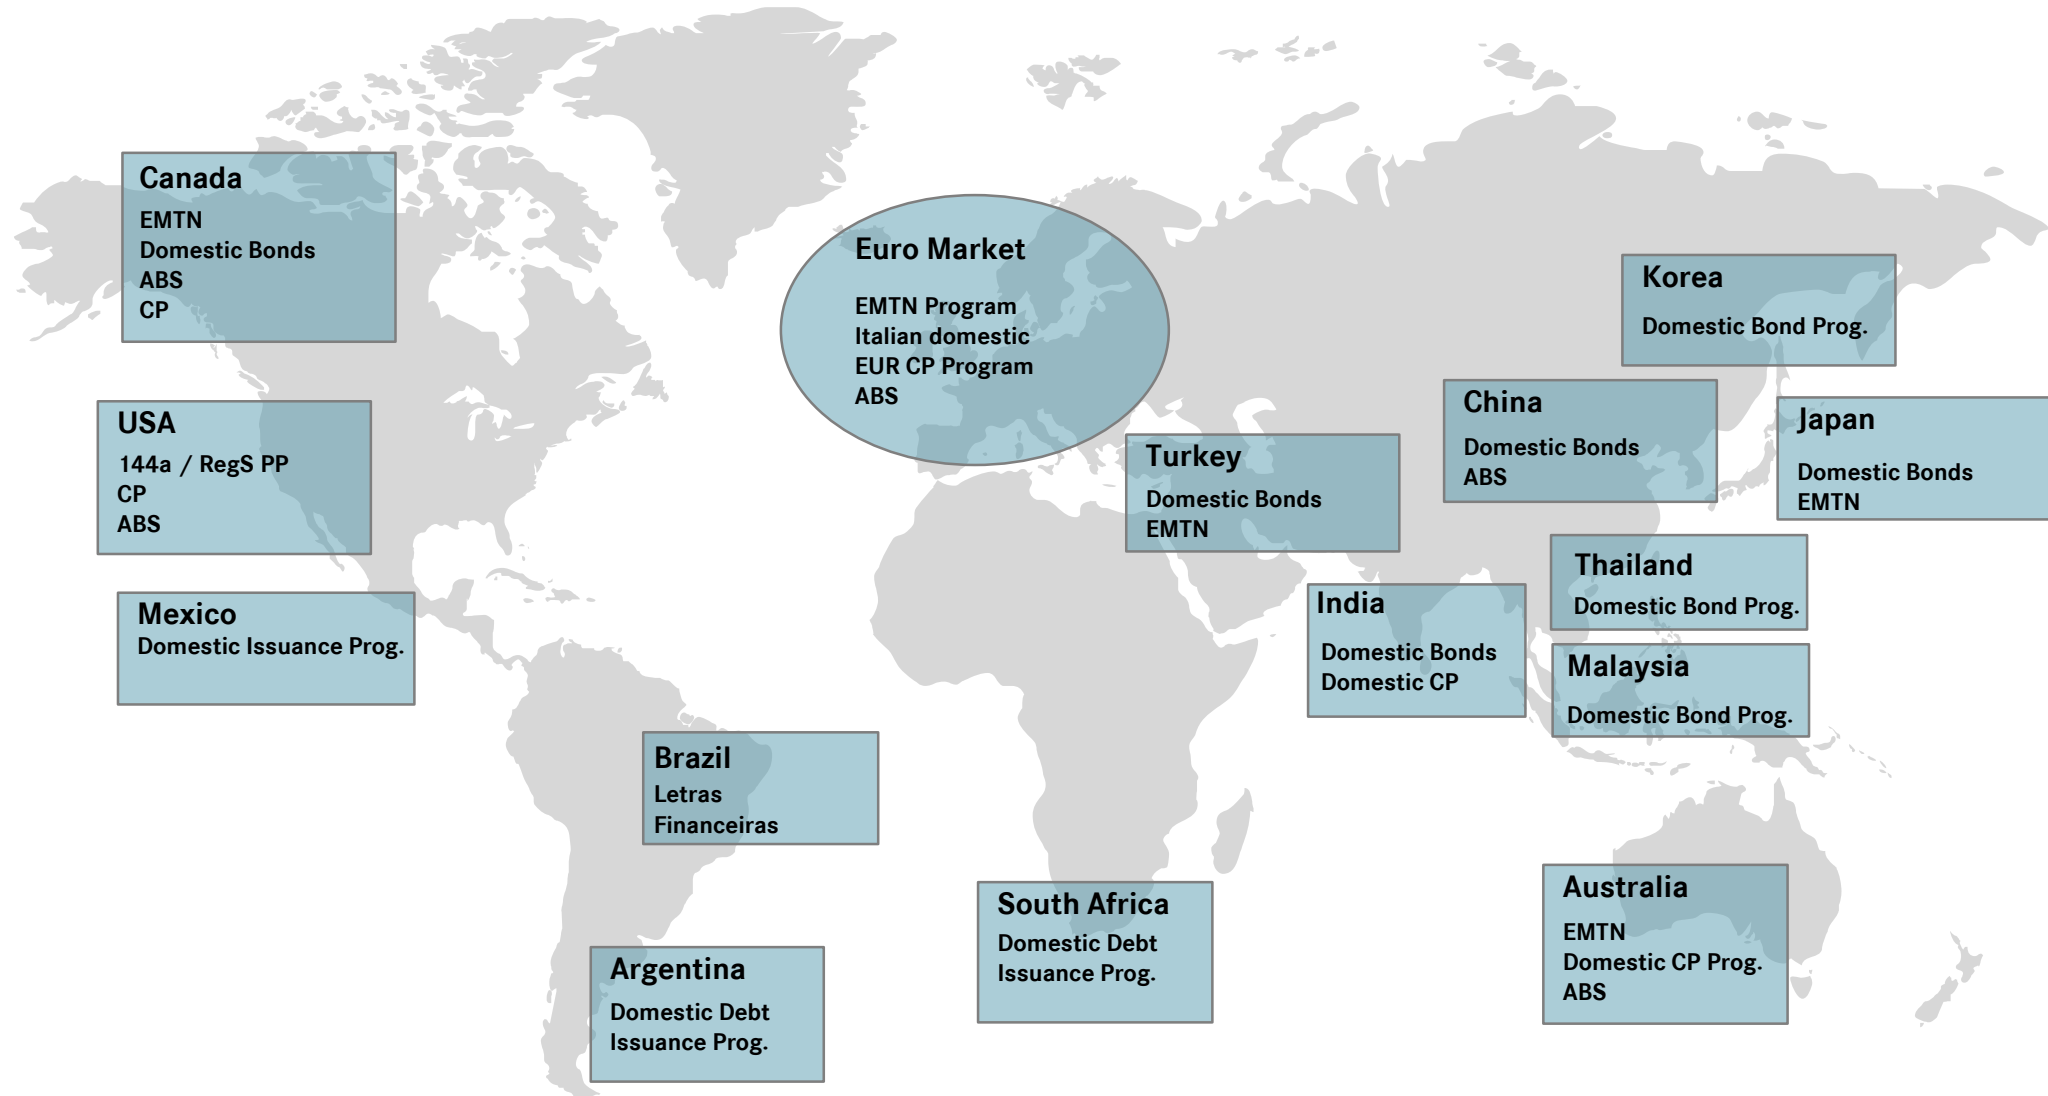 Canada
EMTN
Domestic Bonds
ABS
CP
USA
144a / RegS PP
CP
ABS
Mexico
Domestic Issuance Prog.
Brazil
Letras
Financeiras
Argentina
Domestic Debt
Issuance Prog.
Euro Market
EMTN Program
Italian domestic
EUR CP Program
ABS
Turkey
Domestic Bonds
EMTN
South Africa
Domestic Debt
Issuance Prog.
India
Domestic Bonds
Domestic CP
Korea
Domestic Bond Prog.
China
Domestic Bonds
ABS
Japan
Domestic Bonds
EMTN
Thailand
Domestic Bond Prog.
Malaysia
Domestic Bond Prog.
Australia
EMTN
Domestic CP Prog.
ABS